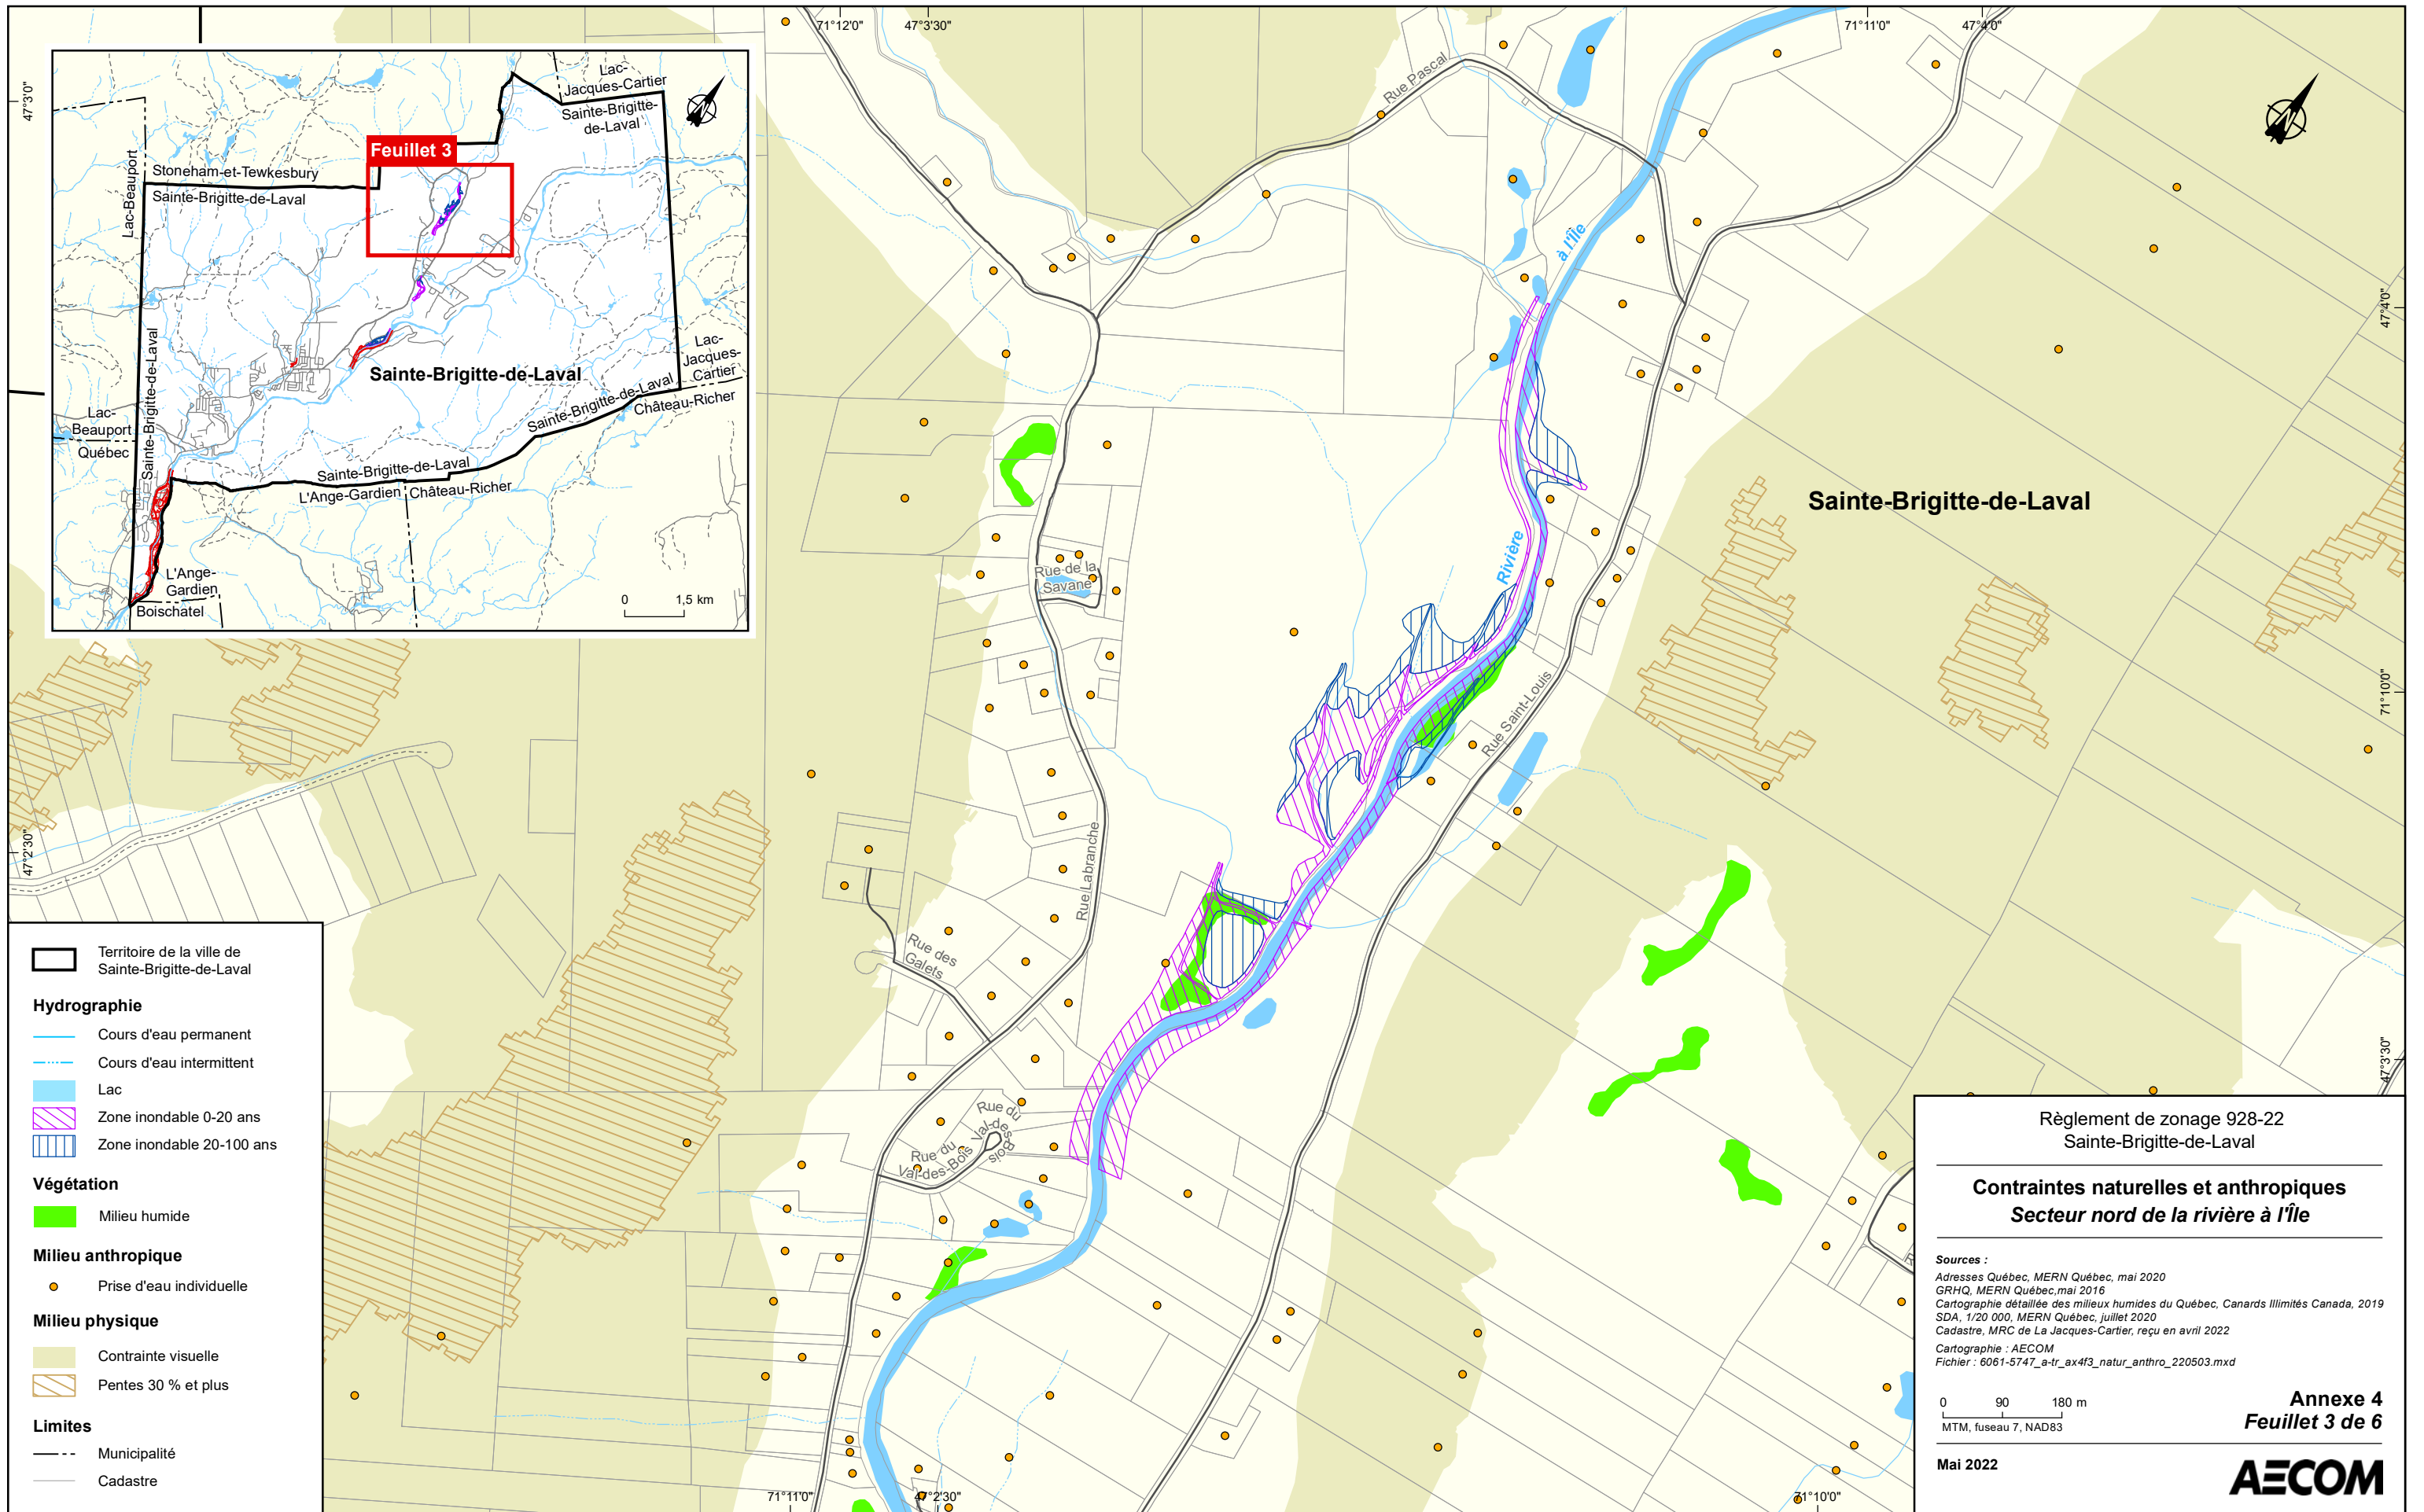 71°12'0"
47°3'30"
71°11'0"
47°4'0"
47°3'0"
47°2'30"
47°4'0"
71°10'0"
47°3'30"
71°11'0"
47°2'30"
71°10'0"
Lac-
Jacques-Cartier
Sainte-Brigitte-
de-Laval
Feuillet 3
Lac-Beauport
Stoneham-et-Tewkesbury
Sainte-Brigitte-de-Laval
Sainte-Brigitte-de-Laval
Lac-
Beauport
Québec
Sainte-Brigitte-de-Laval
Lac-
Jacques-
Cartier
Sainte-Brigitte-de-Laval
Château-Richer
Sainte-Brigitte-de-Laval
L'Ange-Gardien
Château-Richer
L'Ange-
Gardien
Boischatel
0 1,5 km
Rue Pascal
à l'Île
Rivière
Sainte-Brigitte-de-Laval
Rue de la
Savane
Rue Saint-Louis
Rue Labranche
Rue des
Galets
Rue du
Val-des-
Bois
Rue du
Val-des-Bois
R
Territoire de la ville de
Sainte-Brigitte-de-Laval
Hydrographie
Cours d'eau permanent
Cours d'eau intermittent
Lac
Zone inondable 0-20 ans
Zone inondable 20-100 ans
Végétation
Milieu humide
Milieu anthropique
Prise d'eau individuelle
Milieu physique
Contrainte visuelle
Pentes 30 % et plus
Limites
Municipalité
Cadastre
Règlement de zonage 928-22
Sainte-Brigitte-de-Laval
Contraintes naturelles et anthropiques
Secteur nord de la rivière à l'Île
Sources :
Adresses Québec, MERN Québec, mai 2020
GRHQ, MERN Québec,mai 2016
Cartographie détaillée des milieux humides du Québec, Canards Illimités Canada, 2019
SDA, 1/20 000, MERN Québec, juillet 2020
Cadastre, MRC de La Jacques-Cartier, reçu en avril 2022
Cartographie : AECOM
Fichier : 6061-5747_a-tr_ax4f3_natur_anthro_220503.mxd
0 90 180 m
MTM, fuseau 7, NAD83
Annexe 4
Feuillet 3 de 6
Mai 2022
AECOM